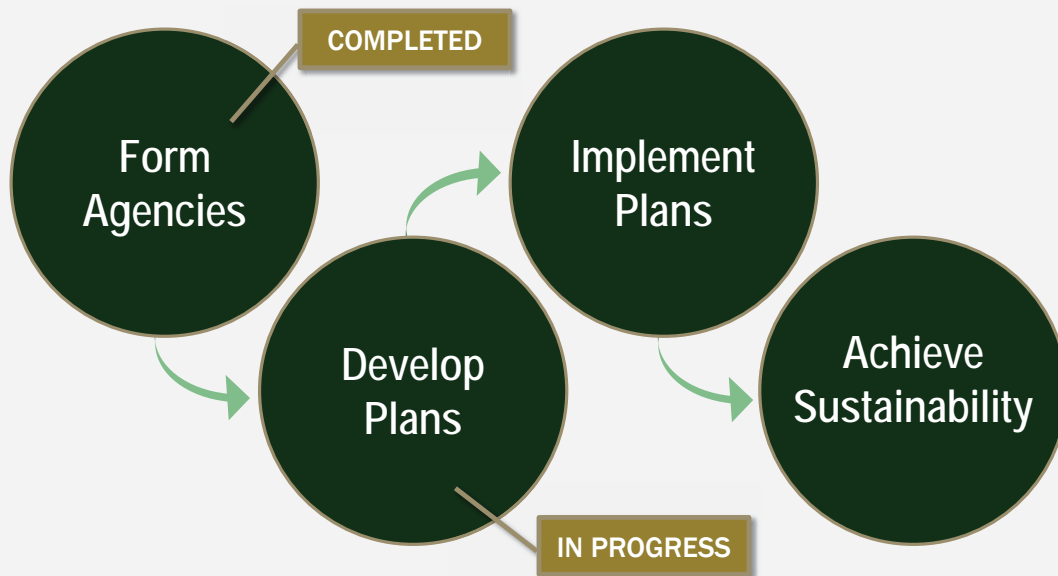 COMPLETED
Form
Agencies
Develop
Plans
IN PROGRESS
Implement
Plans
Achieve
Sustainability